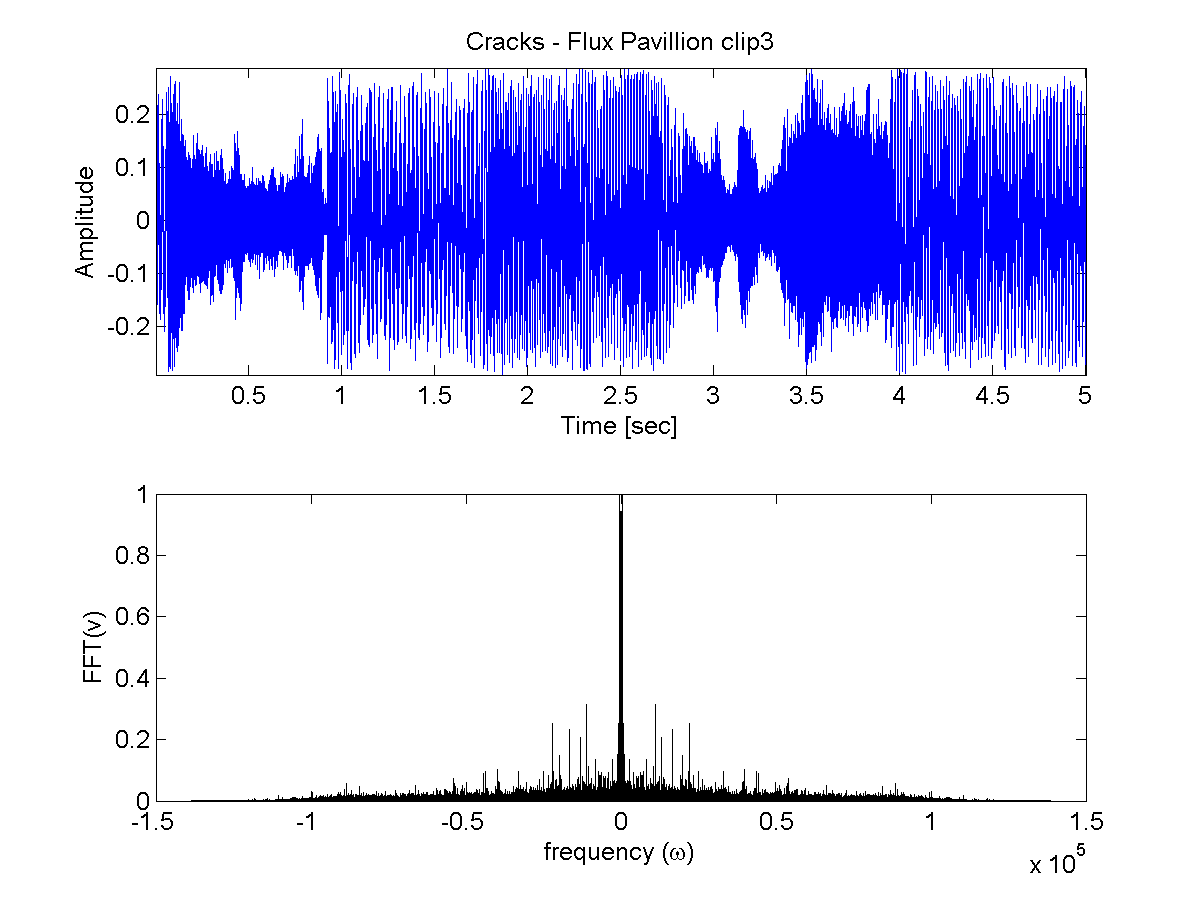 Cracks - Flux Pavillion clip3
Amplitude
0.2
0.1
0
-0.1
-0.2
0.5 1 1.5 2 2.5 3 3.5 4 4.5 5
Time [sec]
FFT(v)
1
0.8
0.6
0.4
0.2
0
-1.5 -1 -0.5 0 0.5 1 1.5
frequency (ω)
x 10^5